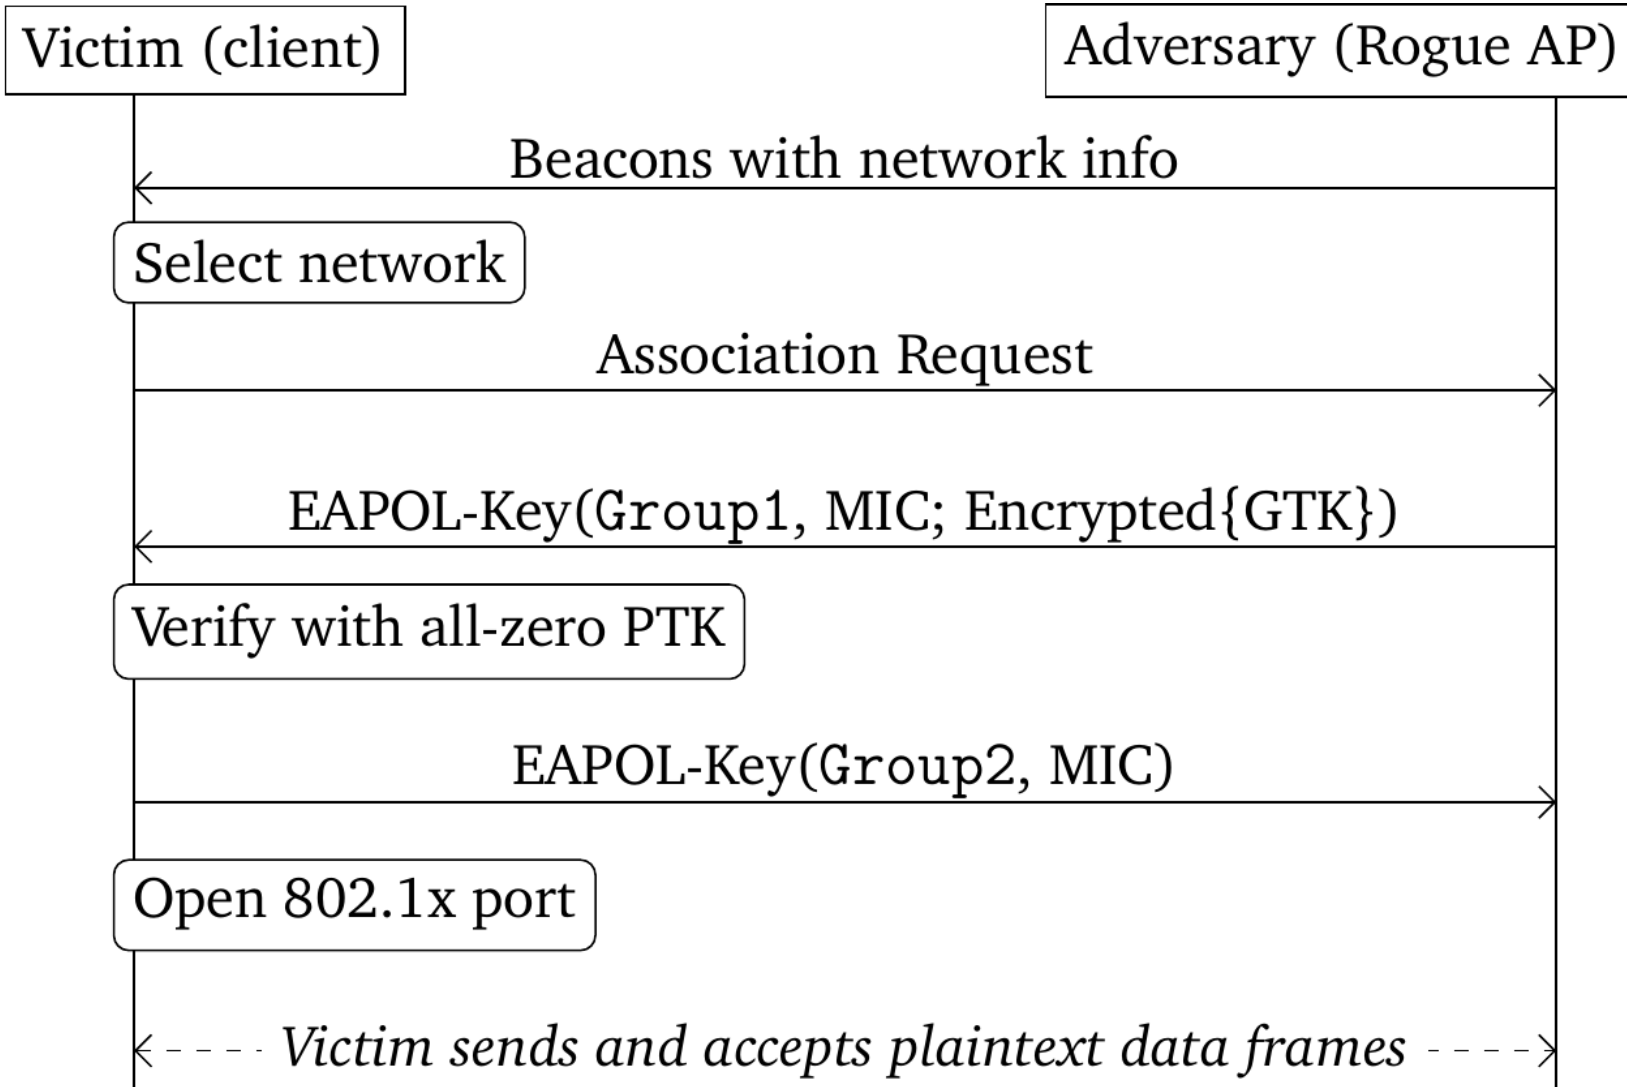 Victim (client)
Adversary (Rogue AP)
Beacons with network info
Select network
Association Request
EAPOL-Key(Group1, MIC; Encrypted{GTK})
Verify with all-zero PTK
EAPOL-Key(Group2, MIC)
Open 802.1x port
Victim sends and accepts plaintext data frames